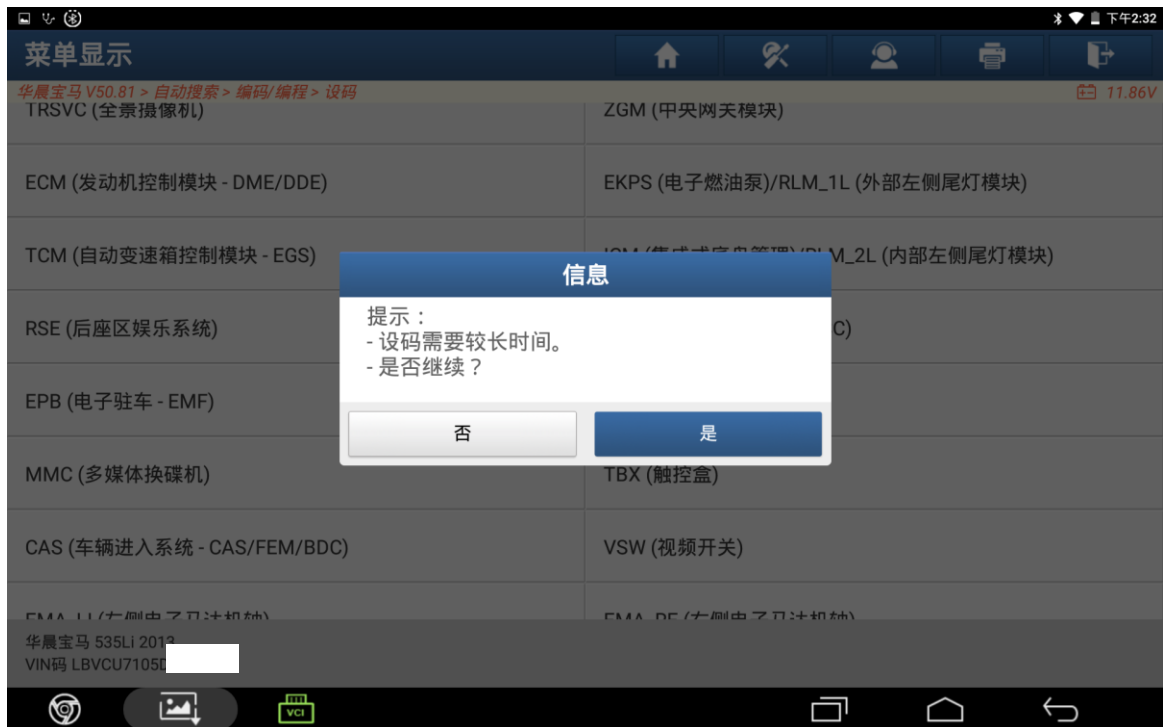 下午2:32
菜单显示
华晨宝马 V50.81 > 自动搜索 > 编码/编程 > 设码
11.86V
TRSVC (全景摄像机)
ZGM (中央网关模块)
ECM (发动机控制模块 - DME/DDE)
EKPS (电子燃油泵)/RLM_1L (外部左侧尾灯模块)
TCM (自动变速箱控制模块 - EGS)
M_2L (内部左侧尾灯模块)
信息
提示：
- 设码需要较长时间。
- 是否继续？
否
是
RSE (后座区娱乐系统)
C)
EPB (电子驻车 - EMF)
MMC (多媒体换碟机)
TBX (触控盒)
CAS (车辆进入系统 - CAS/FEM/BDC)
VSW (视频开关)
华晨宝马 535Li 2013
VIN码 LBVCU7105D
VCI